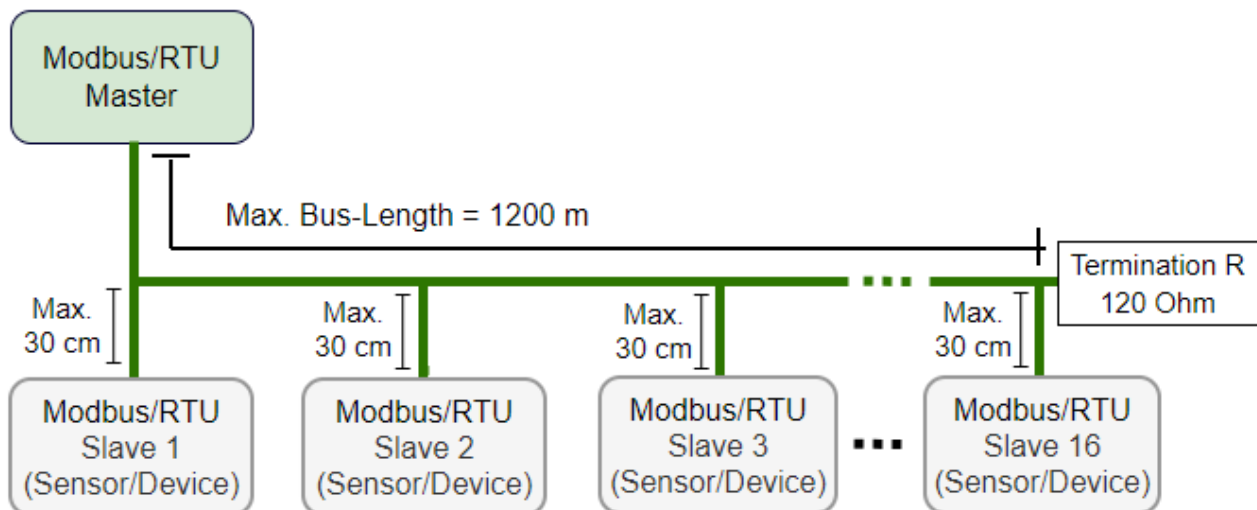 Modbus/RTU
Master
Max. Bus-Length = 1200 m
Termination R
120 Ohm
Max.
30 cm
Max.
30 cm
Max.
30 cm
Max.
30 cm
Modbus/RTU
Slave 1
(Sensor/Device)
Modbus/RTU
Slave 2
(Sensor/Device)
Modbus/RTU
Slave 3
(Sensor/Device)
Modbus/RTU
Slave 16
(Sensor/Device)